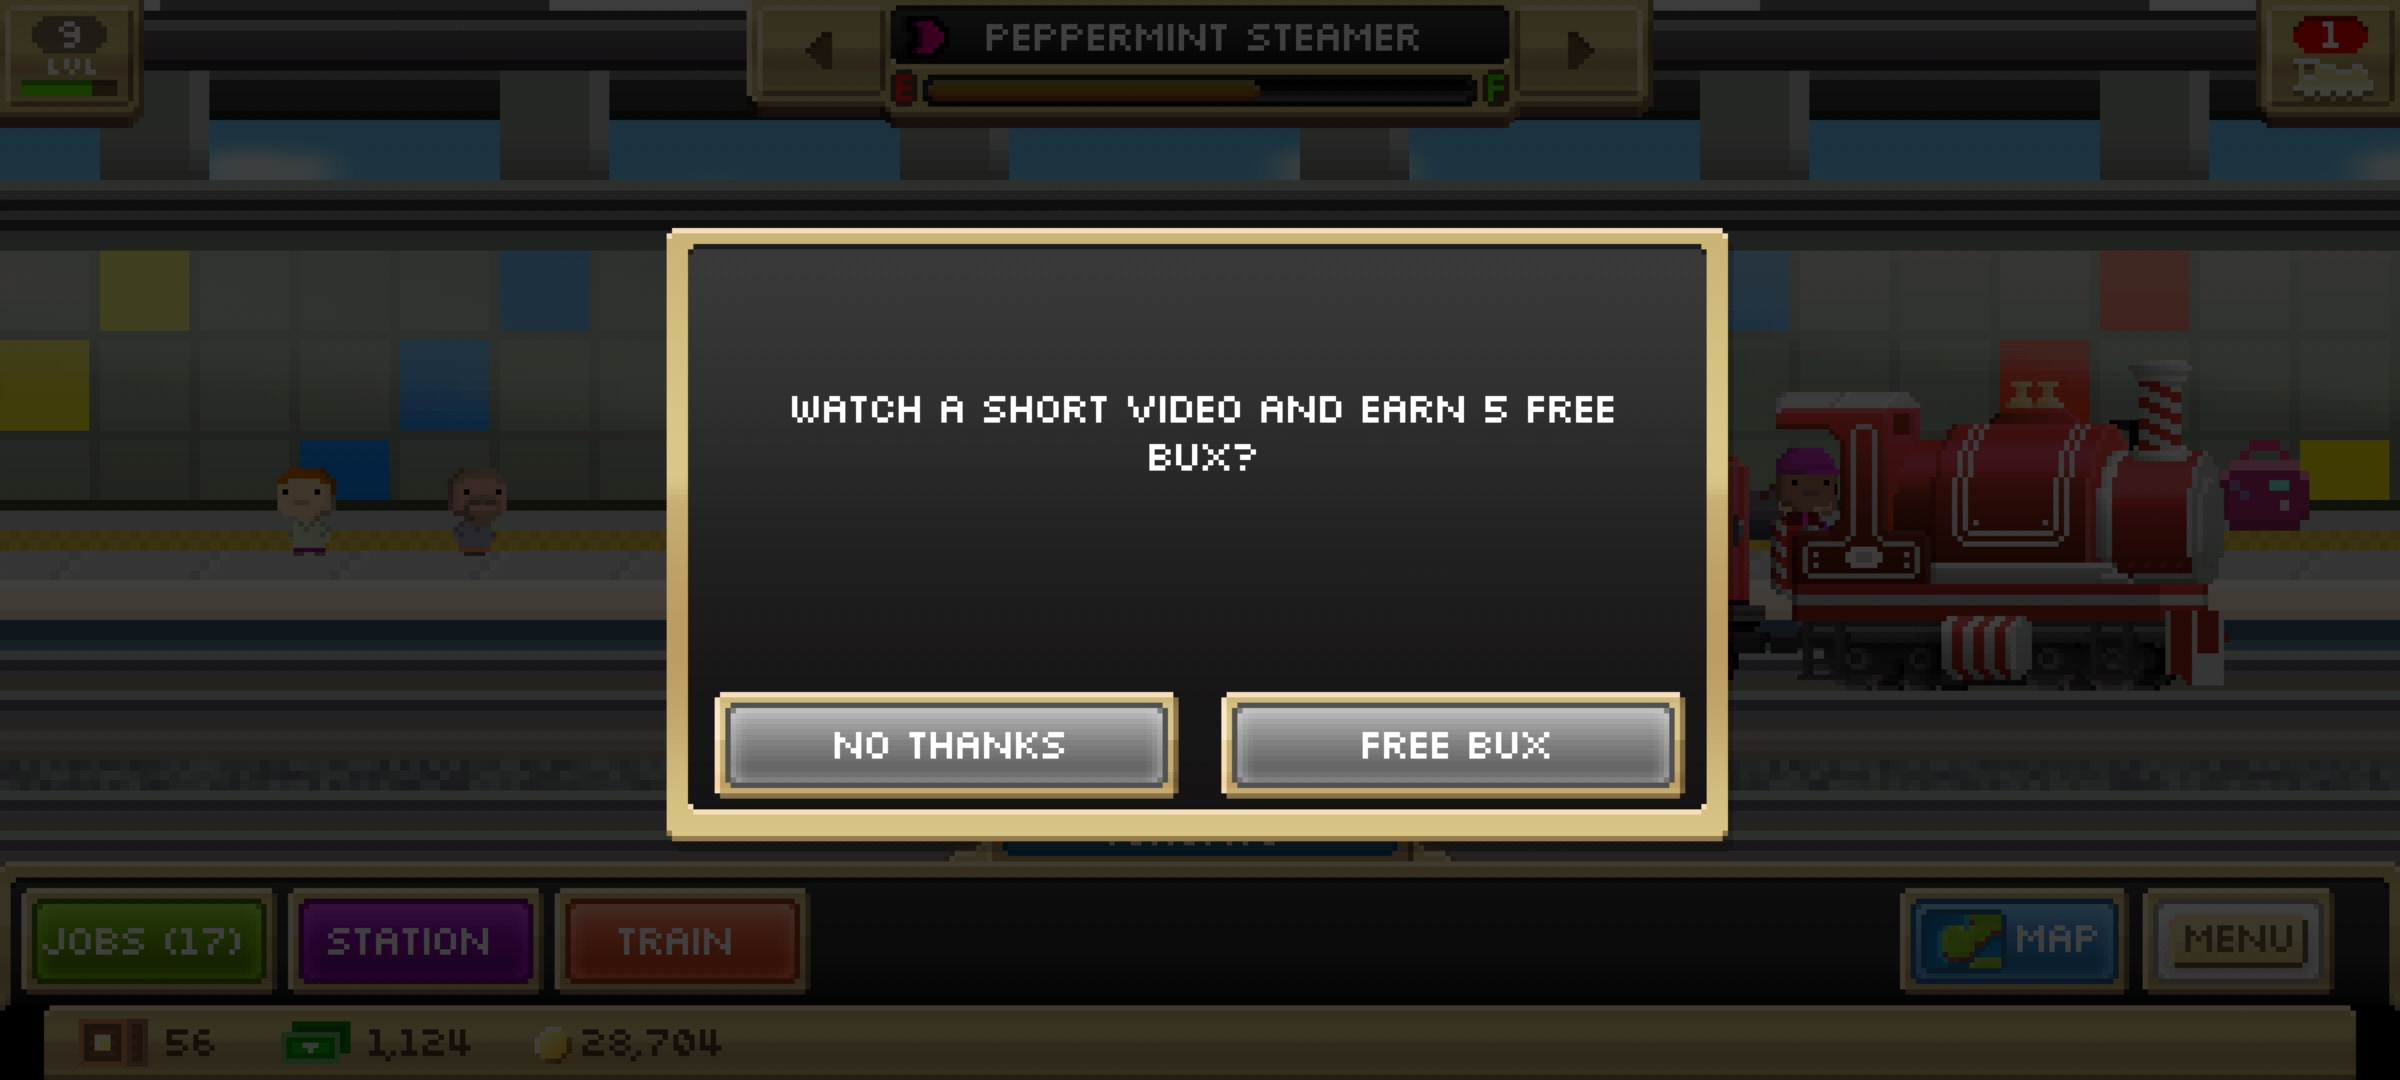 9
LVL
PEPPERMINT STEAMER
E
F
1
WATCH A SHORT VIDEO AND EARN 5 FREE
BUX?
NO THANKS
FREE BUX
JOBS (17)
STATION
TRAIN
MAP
MENU
56
1,124
28,704